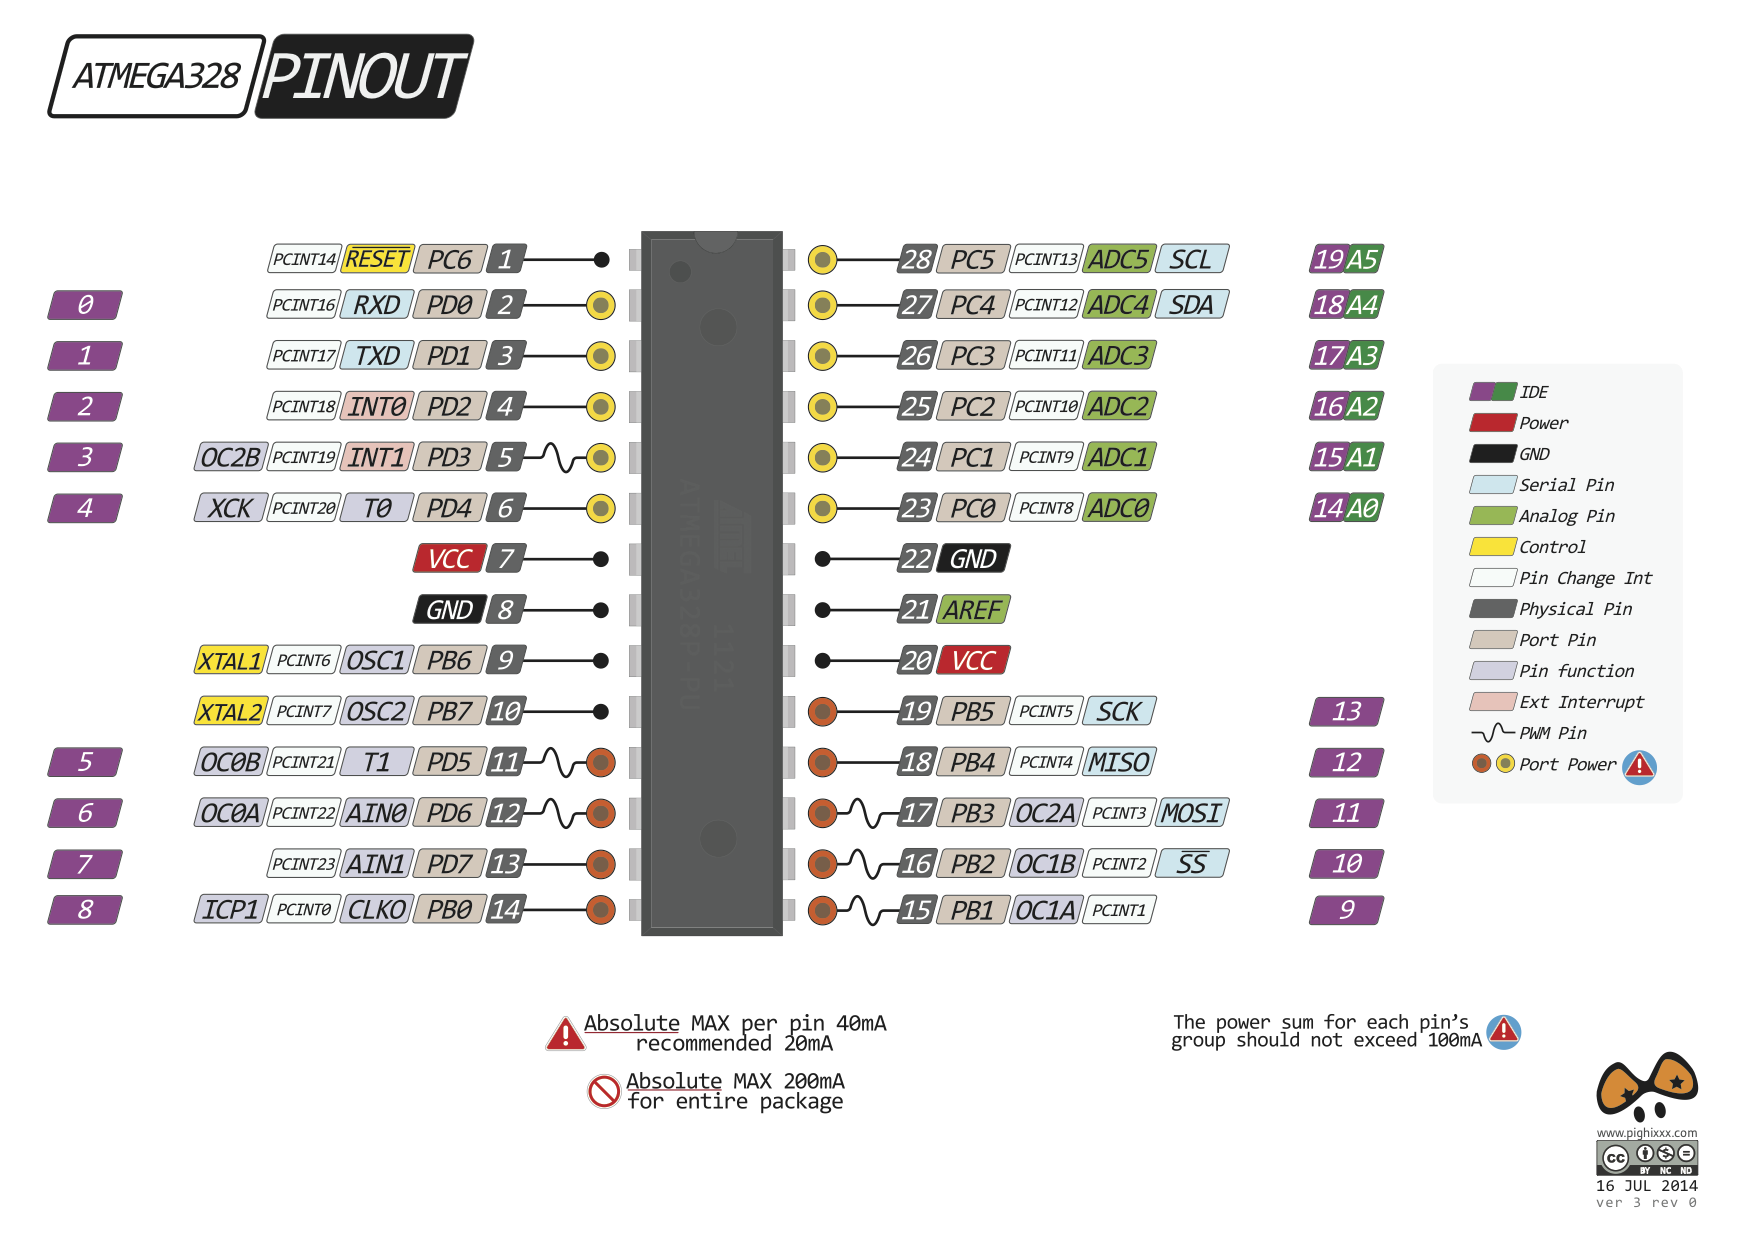 ATMEGA328 PINOUT
PCINT14 RESET PC6 1
28 PC5 PCINT13 ADC5 SCL 19 A5
0 PCINT16 RXD PD0 2
27 PC4 PCINT12 ADC4 SDA 18 A4
1 PCINT17 TXD PD1 3
26 PC3 PCINT11 ADC3 17 A3
2 PCINT18 INT0 PD2 4
25 PC2 PCINT10 ADC2 16 A2
3 OC2B PCINT19 INT1 PD3 5
24 PC1 PCINT9 ADC1 15 A1
4 XCK PCINT20 T0 PD4 6
23 PC0 PCINT8 ADC0 14 A0
VCC 7
22 GND
GND 8
21 AREF
XTAL1 PCINT6 OSC1 PB6 9
20 VCC
XTAL2 PCINT7 OSC2 PB7 10
19 PB5 PCINT5 SCK 13
5 OC0B PCINT21 T1 PD5 11
18 PB4 PCINT4 MISO 12
6 OC0A PCINT22 AIN0 PD6 12
17 PB3 OC2A PCINT3 MOSI 11
7 PCINT23 AIN1 PD7 13
16 PB2 OC1B PCINT2 SS 10
8 ICP1 PCINT0 CLKO PB0 14
15 PB1 OC1A PCINT1 9
ATMEL
ATMEGA328P-PU
1121
IDE
Power
GND
Serial Pin
Analog Pin
Control
Pin Change Int
Physical Pin
Port Pin
Pin function
Ext Interrupt
PWM Pin
Port Power
Absolute MAX per pin 40mA
recommended 20mA
Absolute MAX 200mA
for entire package
The power sum for each pin's
group should not exceed 100mA
www.pighixxx.com
cc
BY NC ND
16 JUL 2014
ver 3 rev 0